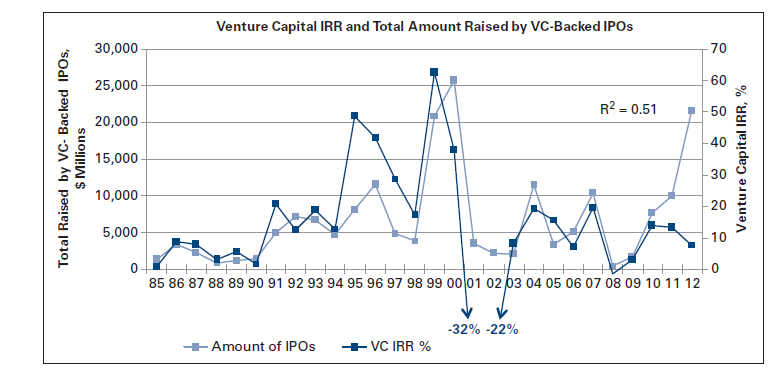 Venture Capital IRR and Total Amount Raised by VC-Backed IPOs
Total Raised by VC- Backed IPOs,
$ Millions
30,000
25,000
20,000
15,000
10,000
5,000
0
70
60
50
40
30
20
10
0
Venture Capital IRR, %
R² = 0.51
85 86 87 88 89 90 91 92 93 94 95 96 97 98 99 00 01 02 03 04 05 06 07 08 09 10 11 12
-32% -22%
Amount of IPOs
VC IRR %